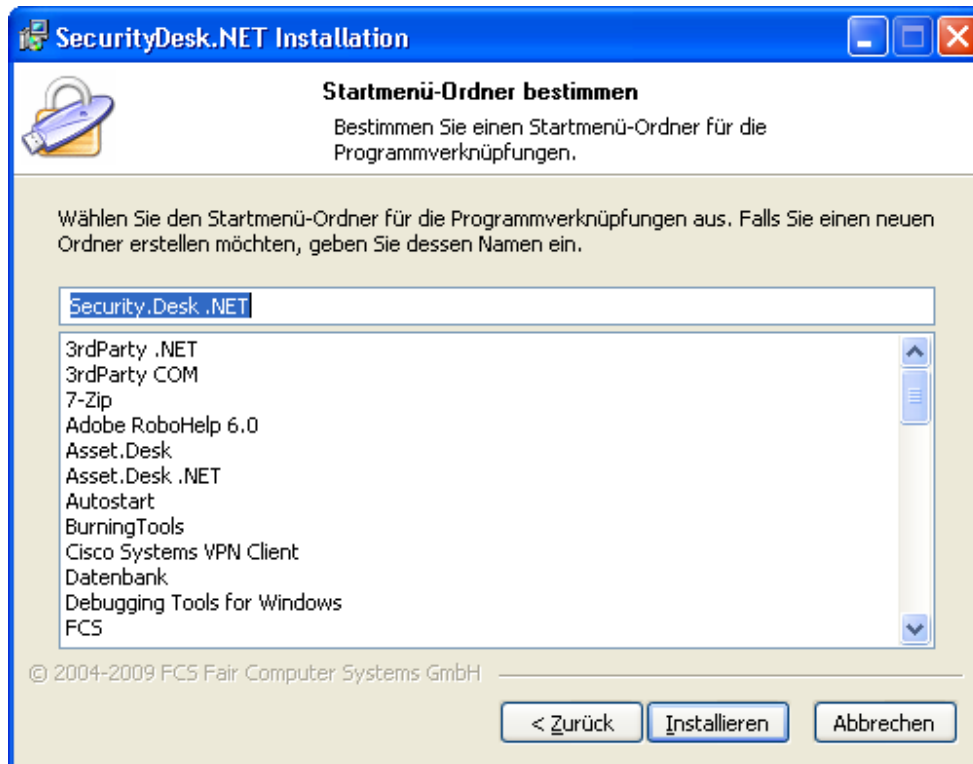 SecurityDesk.NET Installation
Startmenü-Ordner bestimmen
Bestimmen Sie einen Startmenü-Ordner für die
Programmverknüpfungen.
Wählen Sie den Startmenü-Ordner für die Programmverknüpfungen aus. Falls Sie einen neuen
Ordner erstellen möchten, geben Sie dessen Namen ein.
Security.Desk .NET
3rdParty .NET
3rdParty COM
7-Zip
Adobe RoboHelp 6.0
Asset.Desk
Asset.Desk .NET
Autostart
BurningTools
Cisco Systems VPN Client
Datenbank
Debugging Tools for Windows
FCS
© 2004-2009 FCS Fair Computer Systems GmbH
< Zurück Installieren Abbrechen